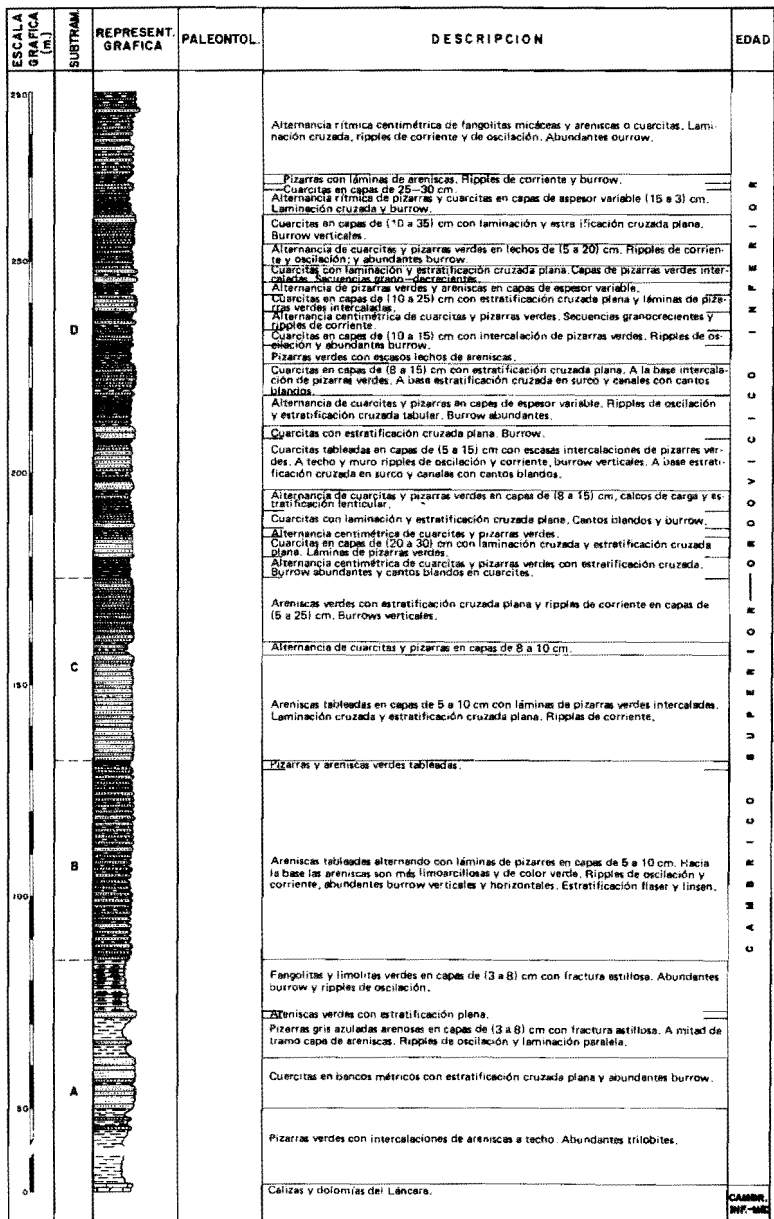 ESCALA GRAFICA (m.)
SUBTRAM.
REPRESENT. GRAFICA
PALEONTOL.
DESCRIPCION
EDAD
290
Alternancia rítmica centimétrica de fangolitas micáceas y areniscas o cuarcitas. Lami-
nación cruzada, ripples de corriente y de oscilación. Abundantes burrow.
Pizarras con láminas de areniscas. Ripples de corriente y burrow.
Cuarcitas en capas de 25-30 cm.
Alternancia rítmica de pizarras y cuarcitas en capas de espesor variable (15 a 3) cm.
Laminación cruzada y burrow.
Cuarcitas en capas de (10 a 35) cm con laminación y estra ificación cruzada plana.
Burrow verticales.
250
Alternancia de cuarcitas y pizarras verdes en lechos de (5 a 20) cm. Ripples de corrien-
te y oscilación; y abundantes burrow.
Cuarcitas con laminación y estratificación cruzada plana. Capas de pizarras verdes inter-
caladas. Secuencias grano-decrecientes.
Alternancia de pizarras verdes y areniscas en capas de espesor variable.
Cuarcitas en capas de (10 a 25) cm con estratificación cruzada plana y láminas de piza-
rras verdes intercaladas.
Alternancia centimétrica de cuarcitas y pizarras verdes. Secuencias granocrecientes y
ripples de corriente.
D
Cuarcitas en capas de (10 a 15) cm con intercalación de pizarras verdes. Ripples de os-
cilación y abundantes burrow.
Pizarras verdes con escasos lechos de areniscas.
Cuarcitas en capas de (8 a 15) cm con estratificación cruzada plana. A la base intercala-
ción de pizarras verdes. A base estratificación cruzada en surco y canales con cantos
blandos.
Alternancia de cuarcitas y pizarras en capas de espesor variable. Ripples de oscilación
y estratificación cruzada tabular. Burrow abundantes.
Cuarcitas con estratificación cruzada plana. Burrow.
200
Cuarcitas tableadas en capas de (5 a 15) cm con escasas intercalaciones de pizarres ver-
des. A techo y muro ripples de oscilación y corriente, burrow verticales. A base estrati-
ficación cruzada en surco y canales con cantos blandos.
Alternancia de cuarcitas y pizarras verdes en capas de (8 a 15) cm, calcos de carga y es-
tratificación lenticular.
Cuarcitas con laminación y estratificación cruzada plana. Cantos blandos y burrow.
Alternancia centimétrica de cuarcitas y pizarras verdes.
Cuarcitas en capas de (20 a 30) cm con laminación y estratificación cruzada
plana. Láminas de pizarras verdes.
Alternancia centimétrica de cuarcitas y pizarras verdes con estratificación cruzada.
Burrow abundantes y cantos blandos en cuarcites.
Areniscas verdes con estratificación cruzada plana y ripples de corriente en capas de
(5 a 25) cm. Burrows verticales.
Alternancia de cuarcitas y pizarras en capas de 8 a 10 cm.
C
150
Areniscas tableadas en capas de 5 a 10 cm con láminas de pizarras verdes intercaladas.
Laminación cruzada y estratificación cruzada plana. Ripples de corriente.
Pizarras y areniscas verdes tableadas.
B
Areniscas tableadas alternando con láminas de pizarres en capas de 5 a 10 cm. Hacia
la base las areniscas son más limoarcillosas y de color verde. Ripples de oscilación y
corriente, abundantes burrow verticales y horizontales. Estratificación flaser y linsen.
100
Fangolitas y limolitas verdes en capas de (3 a 8) cm con fractura astillosa. Abundantes
burrow y ripples de oscilación.
Areniscas verdes con estratificación plena.
Pizarras gris azuladas arenosas en capas de (3 a 8) cm con fractura astillosa. A mitad de
tramo capa de areniscas. Ripples de oscilación y laminación paralela.
A
Cuercitas en bancos métricos con estratificación cruzada plana y abundantes burrow.
50
Pizarras verdes con intercalaciones de areniscas a techo. Abundantes trilobites.
0
Calizas y dolomías del Láncara.
CAMBRICO SUPERIOR—ORDOVICICO INFERIOR
CAMBR.
INF.-MED